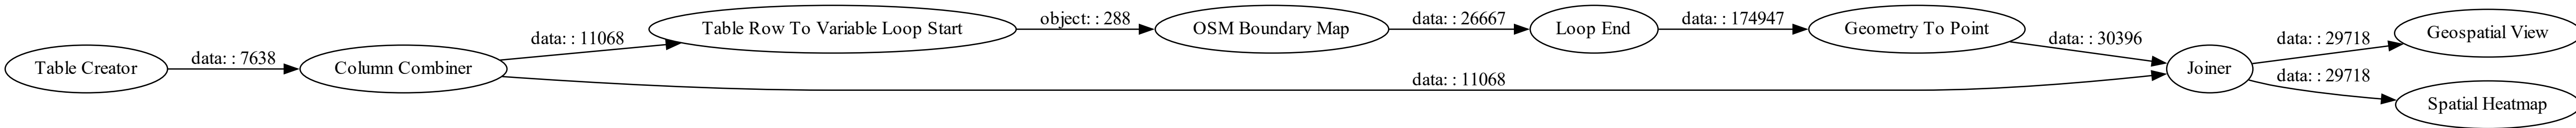 Table Creator
data: : 7638
Column Combiner
data: : 11068
Table Row To Variable Loop Start
object: : 288
OSM Boundary Map
data: : 26667
Loop End
data: : 174947
Geometry To Point
data: : 30396
data: : 11068
Joiner
data: : 29718
Geospatial View
data: : 29718
Spatial Heatmap